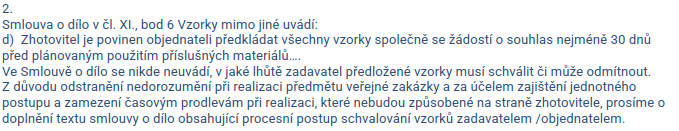 2.
Smlouva o dílo v čl. XI., bod 6 Vzorky mimo jiné uvádí:
d)  Zhotovitel je povinen objednateli předkládat všechny vzorky společně se žádostí o souhlas nejméně 30 dnů
před plánovaným použitím příslušných materiálů....
Ve Smlouvě o dílo se nikde neuvádí, v jaké lhůtě zadavatel předložené vzorky musí schválit či může odmítnout.
Z důvodu odstranění nedorozumění při realizaci předmětu veřejné zakázky a za účelem zajištění jednotného
postupu a zamezení časovým prodlevám při realizaci, které nebudou způsobené na straně zhotovitele, prosíme o
doplnění textu smlouvy o dílo obsahující procesní postup schvalování vzorků zadavatelem /objednatelem.